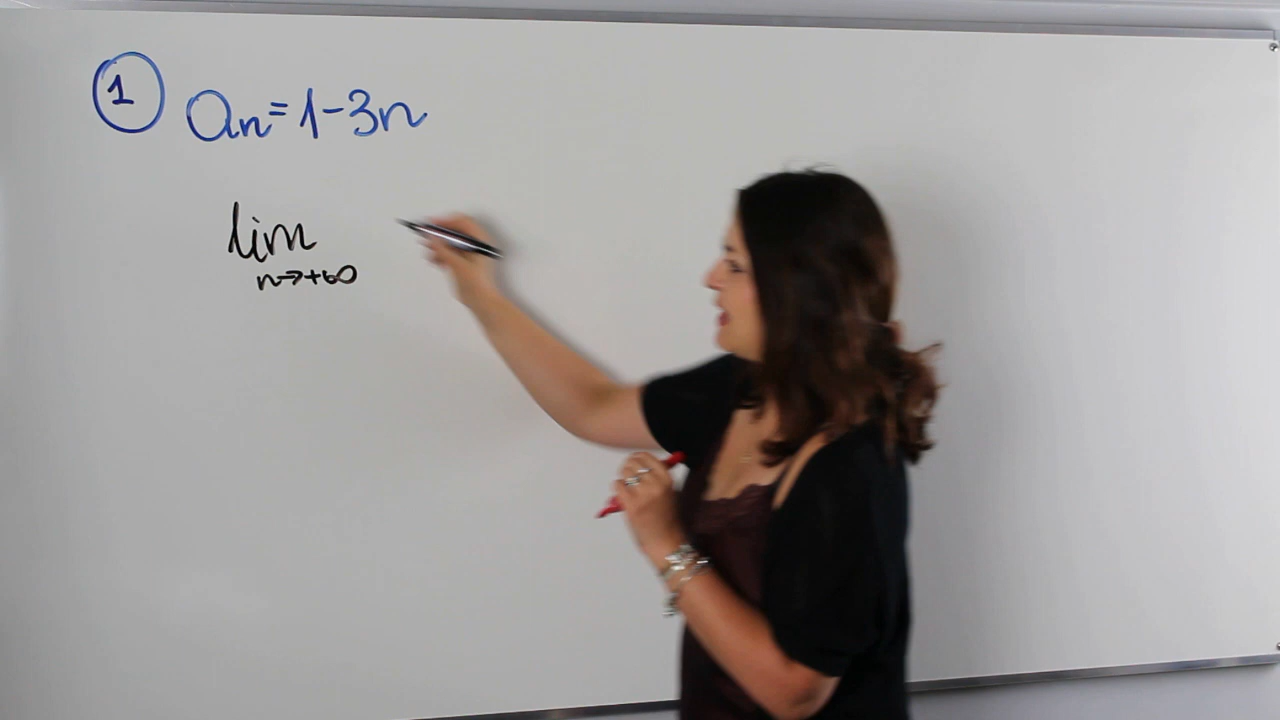 1 an=1-3n
lim
n→+∞